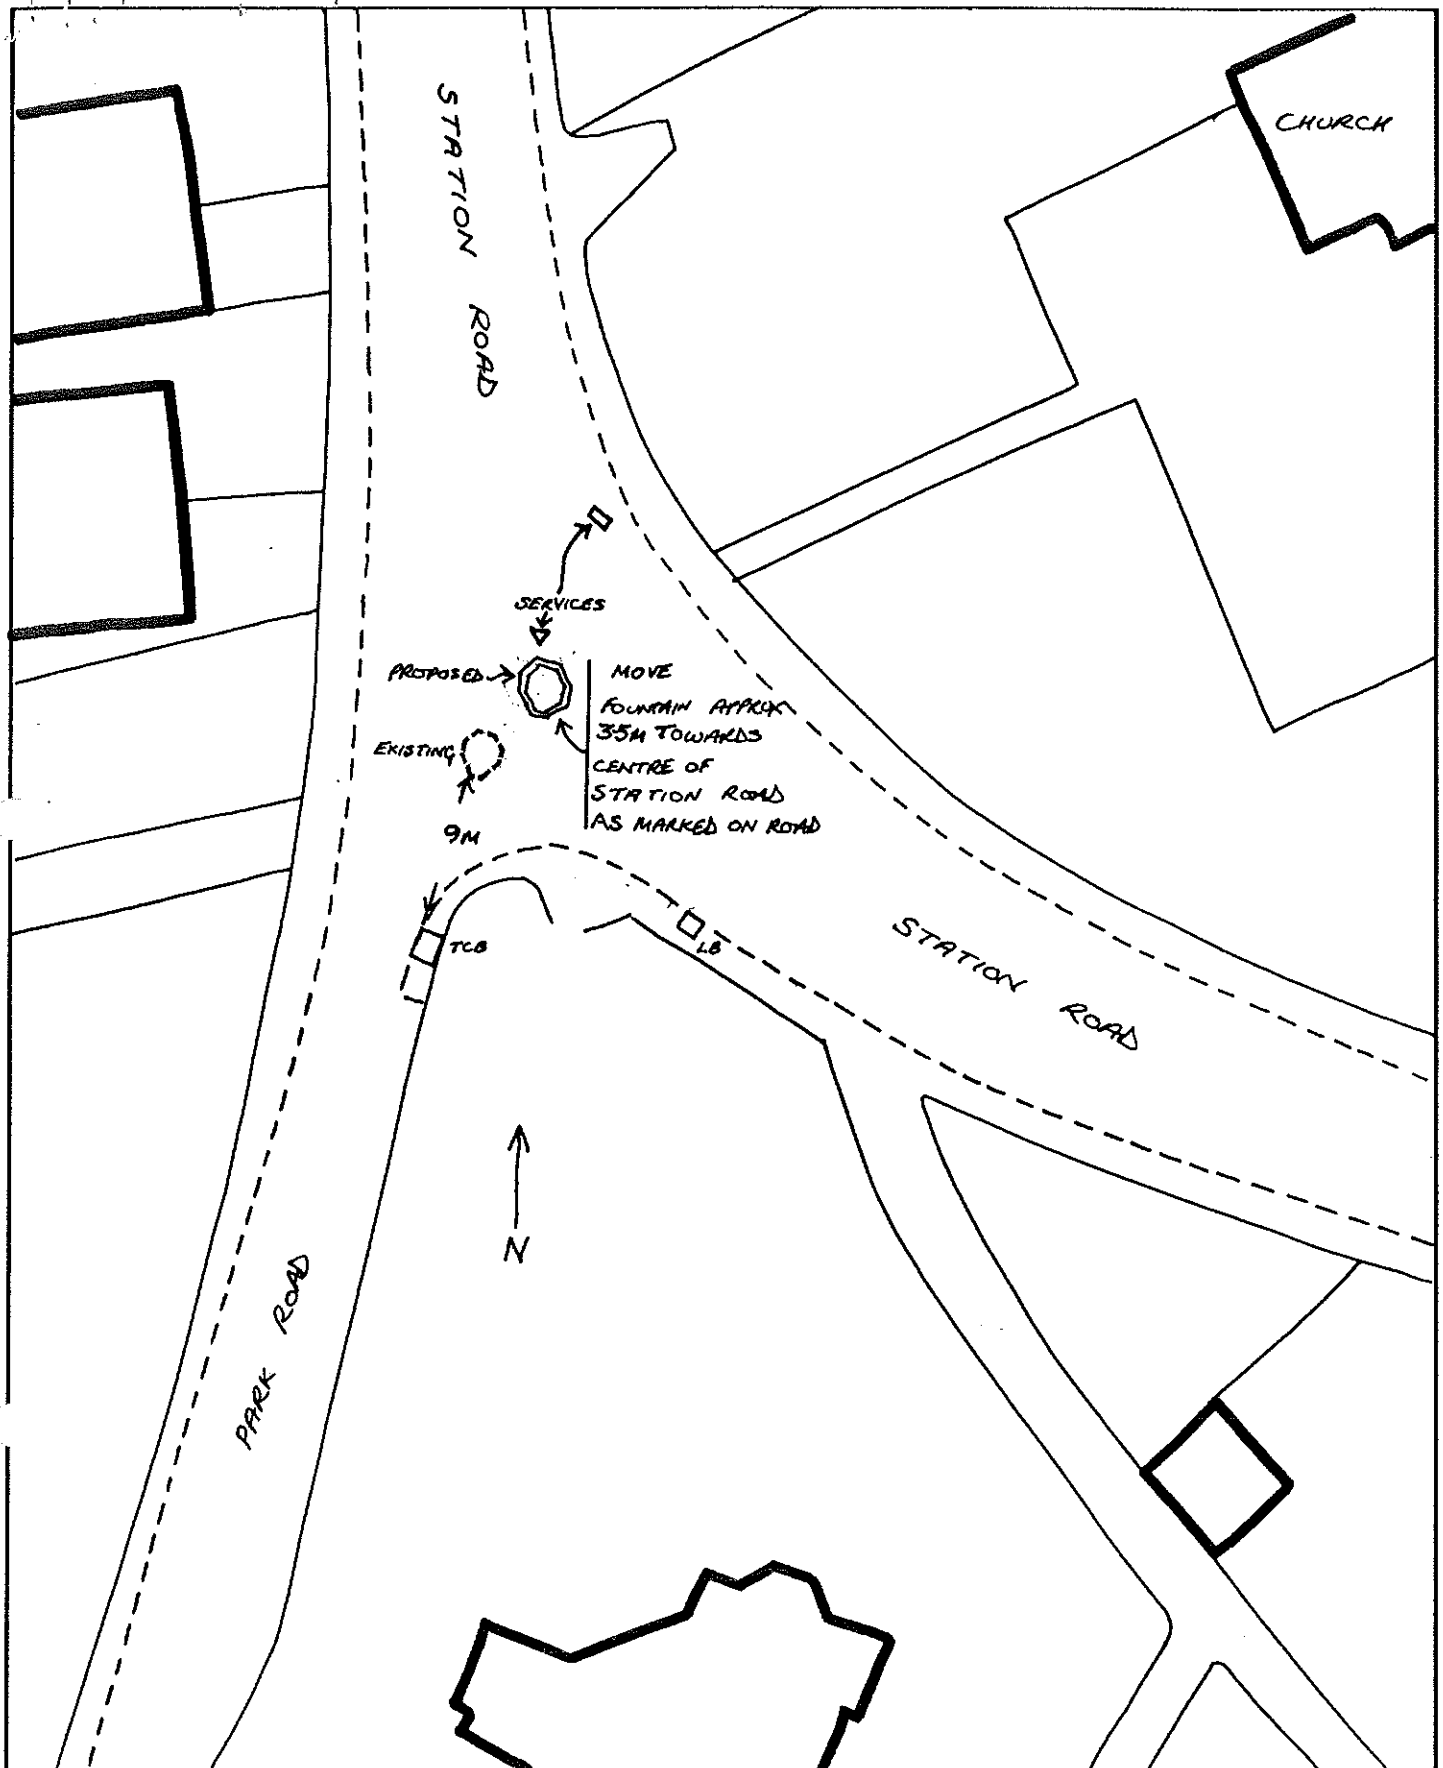 CHURCH
STATION ROAD
SERVICES
PROPOSED
EXISTING
MOVE
FOUNTAIN APPROX
3.5M TOWARDS
CENTRE OF
STATION ROAD
AS MARKED ON ROAD
9M
TCB
LB
STATION ROAD
N
PARK ROAD